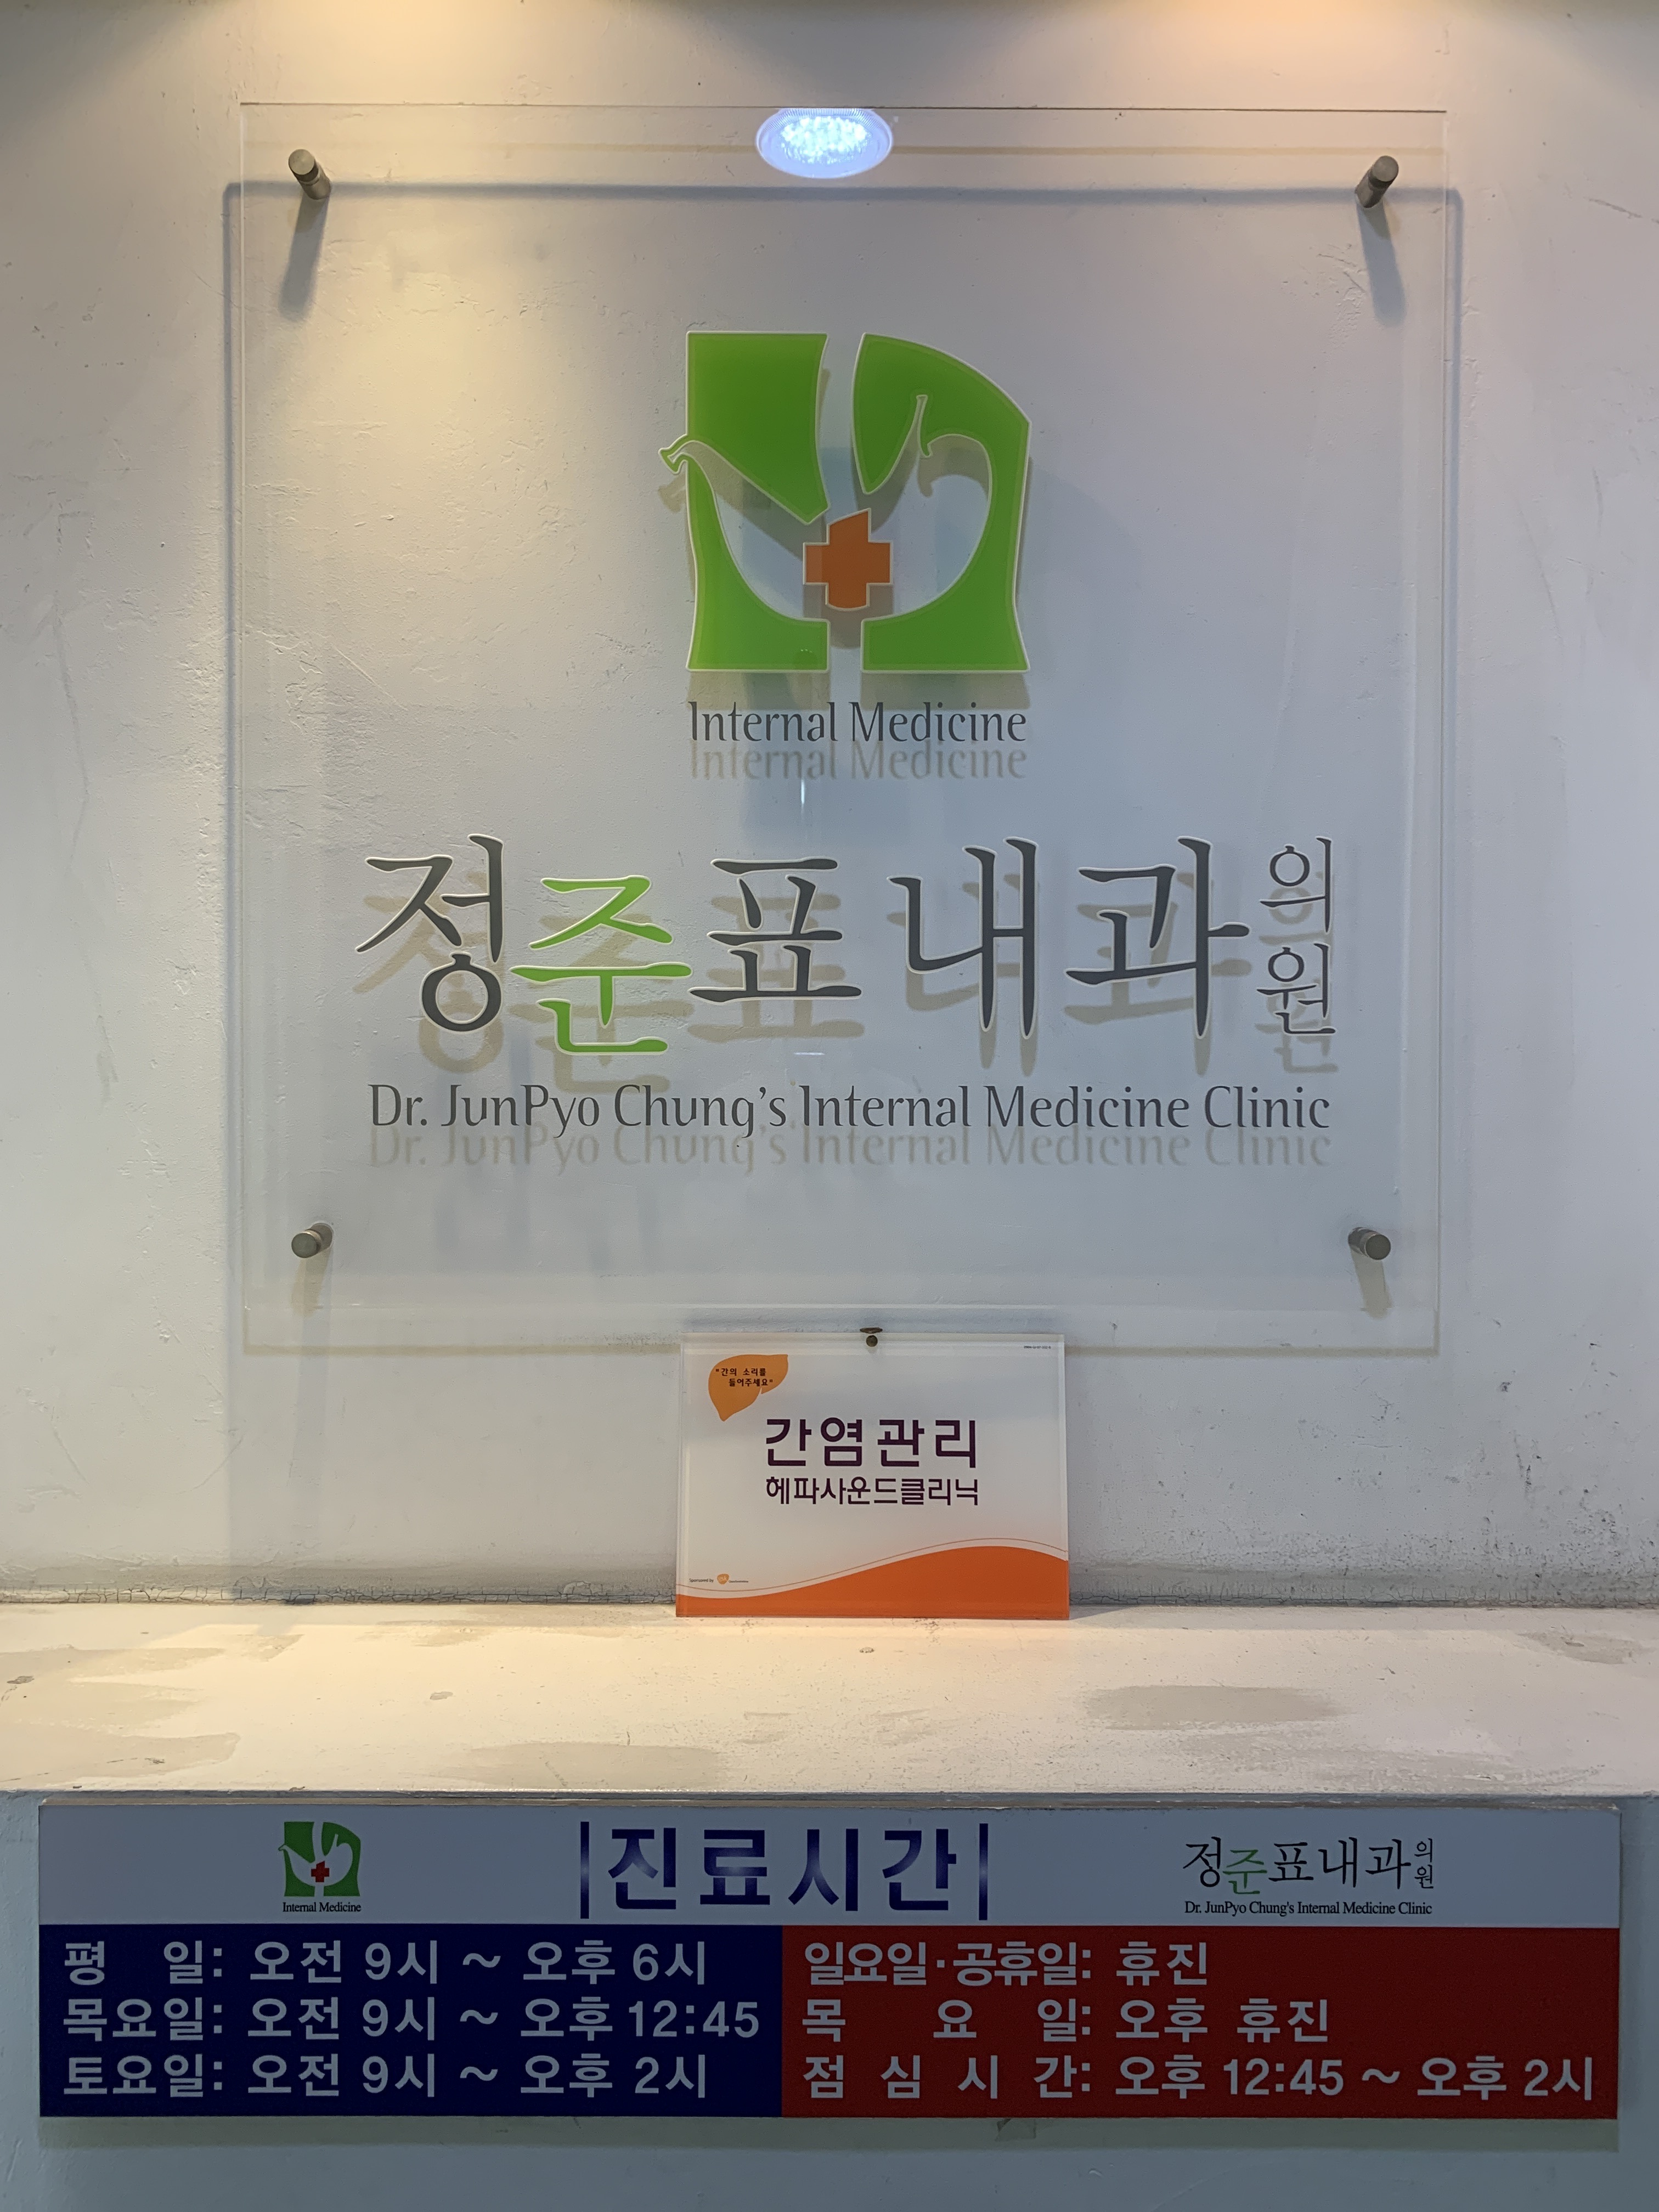 Internal Medicine
정준표내과의원
Dr. JunPyo Chung's Internal Medicine Clinic
"간의 소리를
들어주세요"
간염관리
헤파사운드클리닉
Sponsored by
Internal Medicine
|진료시간|
정준표내과의원
Dr. JunPyo Chung's Internal Medicine Clinic
평 일: 오전 9시 ~ 오후 6시
목요일: 오전 9시 ~ 오후 12:45
토요일: 오전 9시 ~ 오후 2시
일요일·공휴일: 휴진
목 요 일: 오후 휴진
점 심 시 간: 오후 12:45 ~ 오후 2시